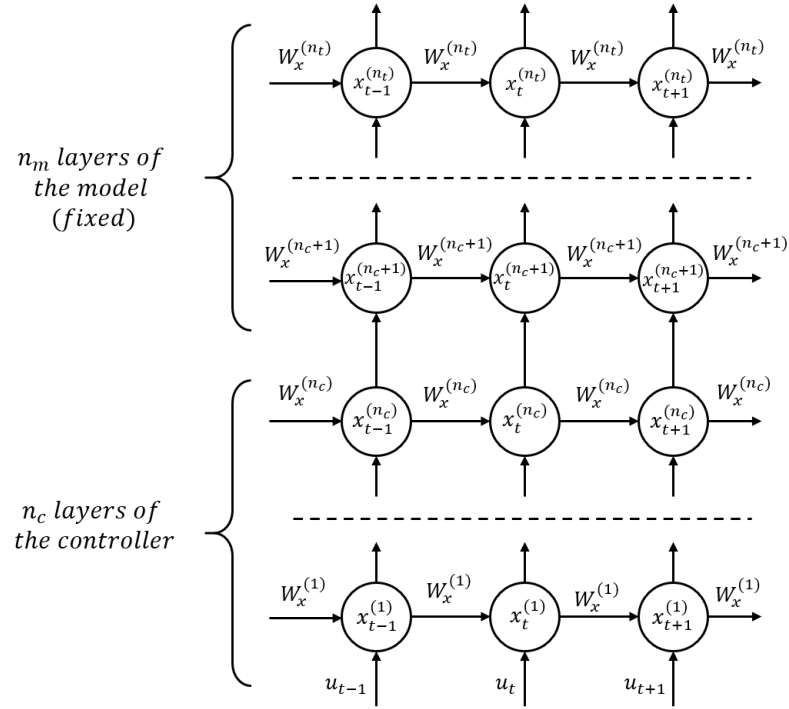 W_x^{(n_t)} W_x^{(n_t)} W_x^{(n_t)} W_x^{(n_t)}
x_{t-1}^{(n_t)} x_t^{(n_t)} x_{t+1}^{(n_t)}
n_m layers of
the model
(fixed)
W_x^{(n_c+1)} W_x^{(n_c+1)} W_x^{(n_c+1)} W_x^{(n_c+1)}
x_{t-1}^{(n_c+1)} x_t^{(n_c+1)} x_{t+1}^{(n_c+1)}
W_x^{(n_c)} W_x^{(n_c)} W_x^{(n_c)} W_x^{(n_c)}
x_{t-1}^{(n_c)} x_t^{(n_c)} x_{t+1}^{(n_c)}
n_c layers of
the controller
W_x^{(1)} W_x^{(1)} W_x^{(1)} W_x^{(1)}
x_{t-1}^{(1)} x_t^{(1)} x_{t+1}^{(1)}
u_{t-1} u_t u_{t+1}